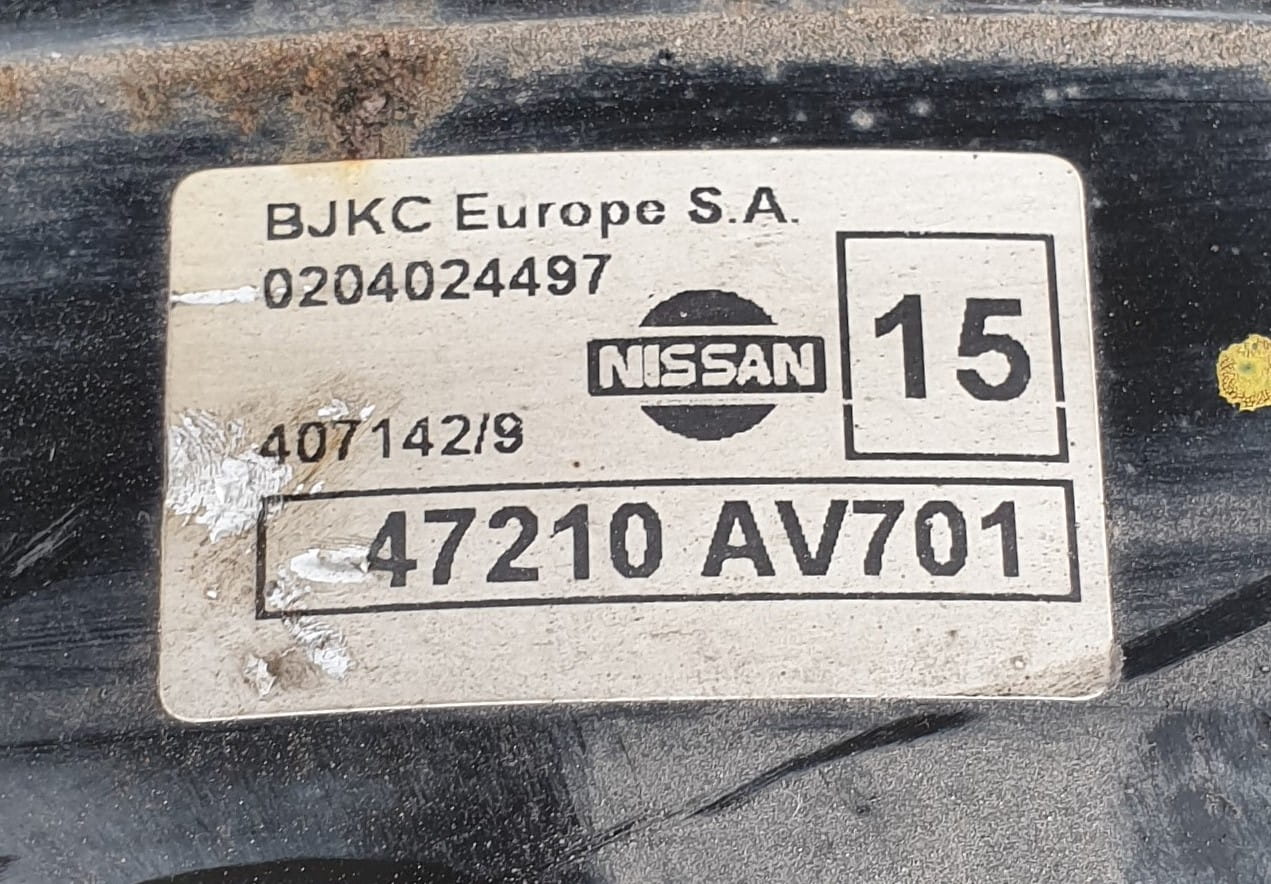 BJKC Europe S.A.
0204024497
15
NISSAN
407142/9
47210 AV701